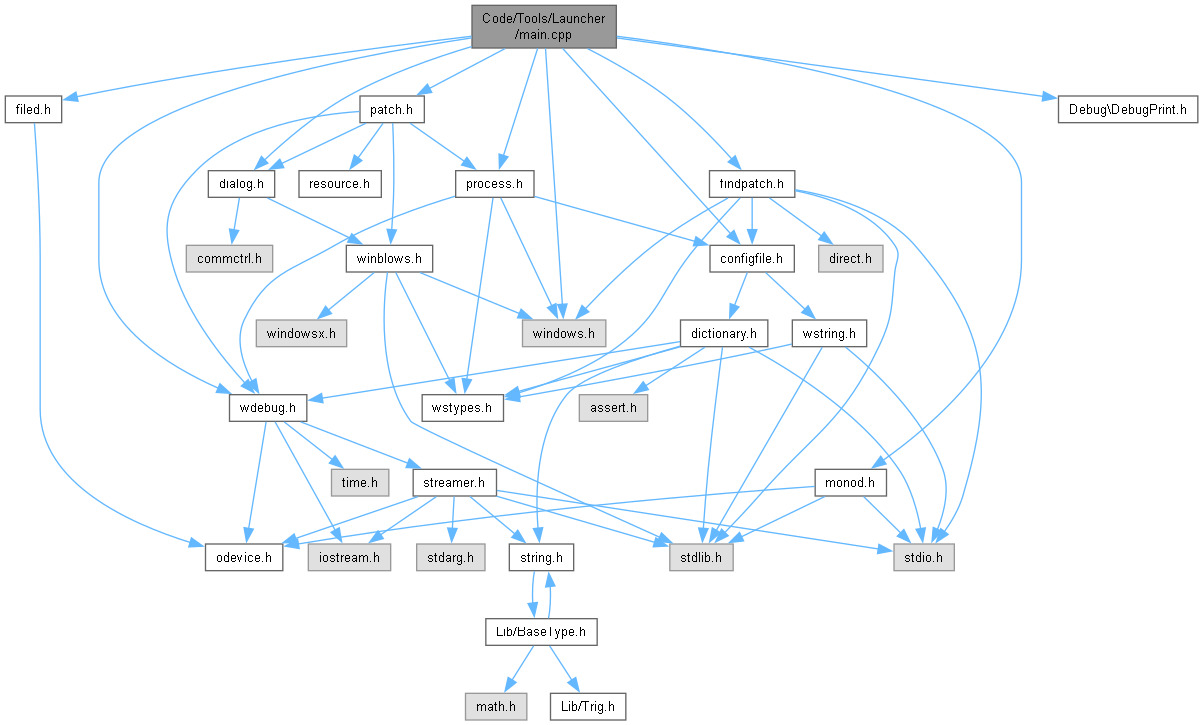 Code/Tools/Launcher
/main.cpp
filed.h
patch.h
Debug\DebugPrint.h
dialog.h
resource.h
process.h
findpatch.h
commctrl.h
winblows.h
configfile.h
direct.h
windowsx.h
windows.h
dictionary.h
wstring.h
wdebug.h
wstypes.h
assert.h
time.h
streamer.h
monod.h
odevice.h
iostream.h
stdarg.h
string.h
stdlib.h
stdio.h
Lib/BaseType.h
math.h
Lib/Trig.h